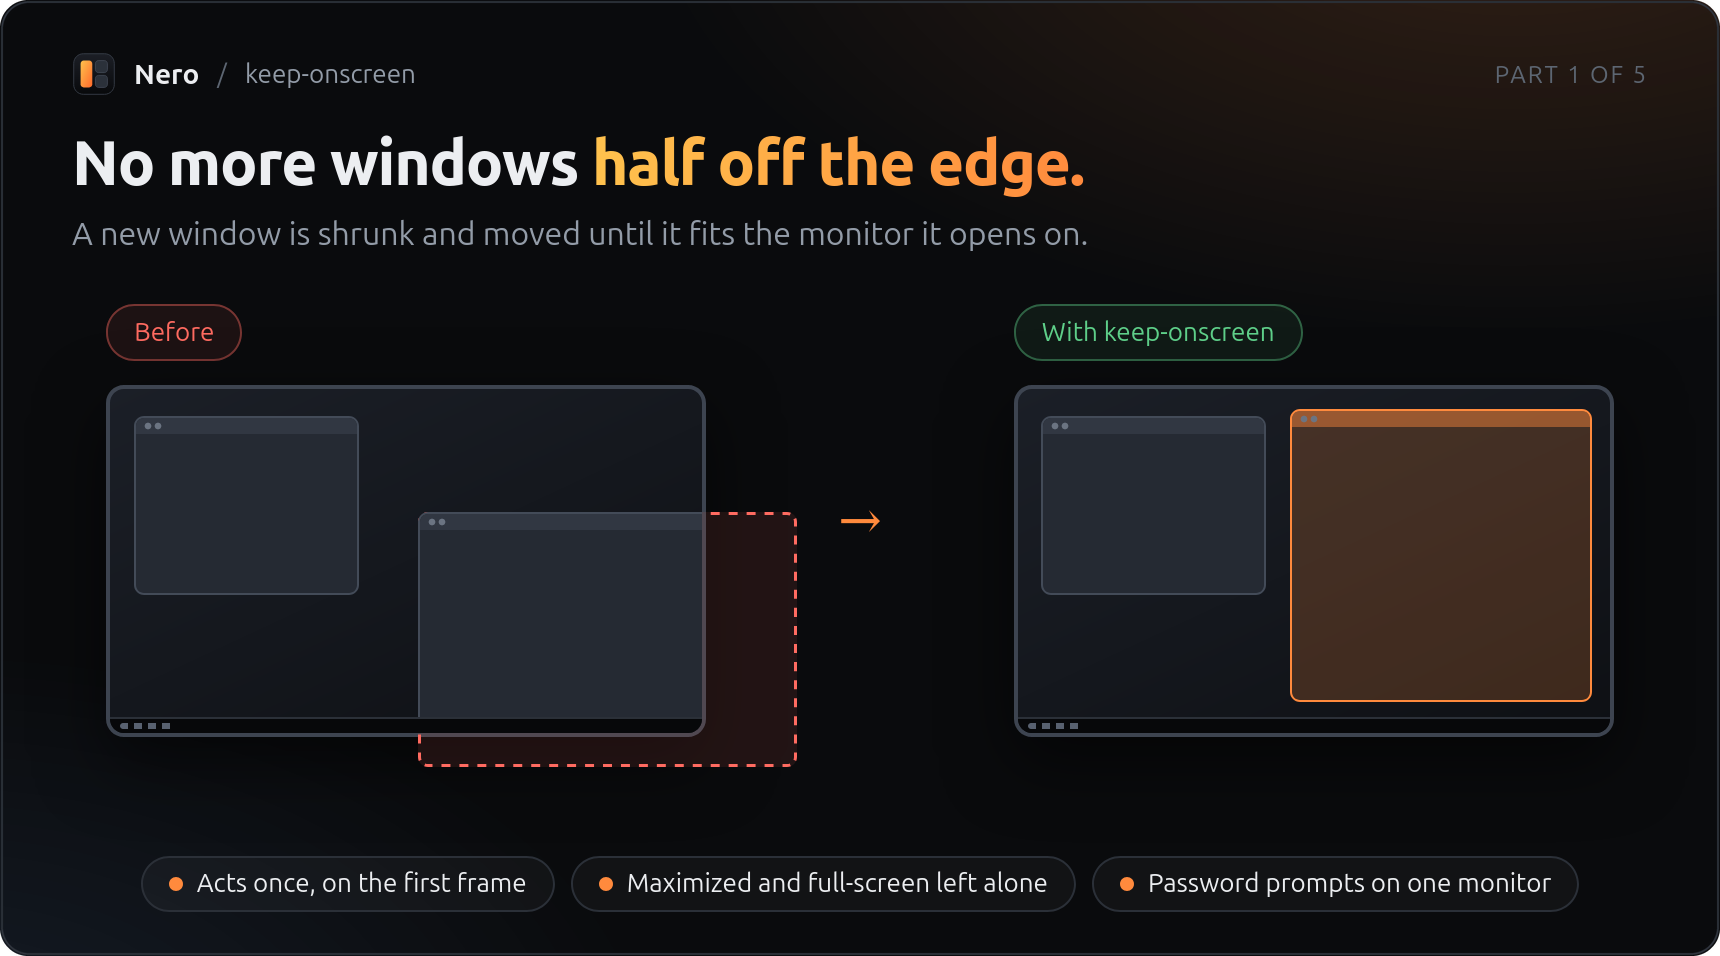 Nero / keep-onscreen
PART 1 OF 5
No more windows half off the edge.
A new window is shrunk and moved until it fits the monitor it opens on.
Before
With keep-onscreen
→
Acts once, on the first frame
Maximized and full-screen left alone
Password prompts on one monitor